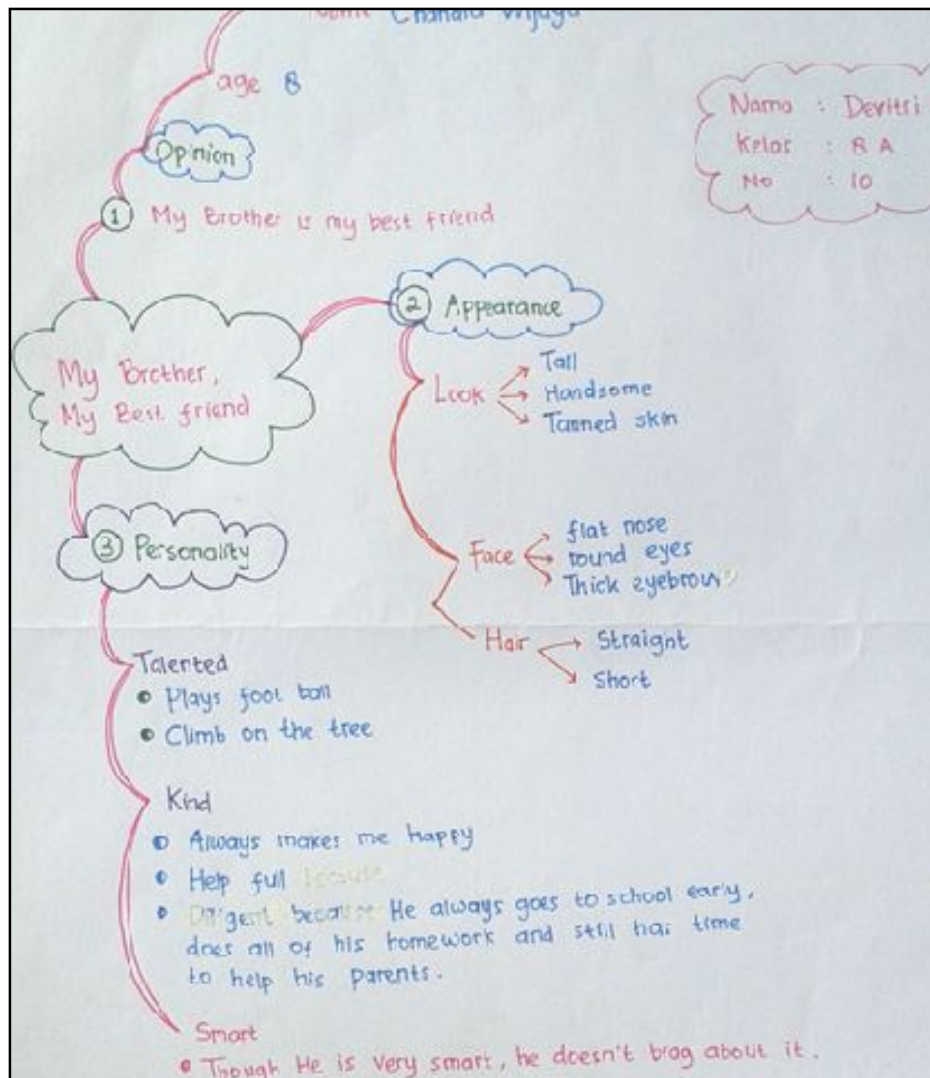 age 8
Opinion
1 My Brother is my best friend
Nama : Devitri
Kelas : 8 A
No : 10
My Brother,
My Best friend
2 Appearance
Look
Tall
Handsome
Tanned skin
Face
flat nose
round eyes
Thick eyebrow
Hair
Straight
Short
3 Personality
Talented
Plays foot ball
Climb on the tree
Kind
Always makes me happy
Help full
Diligent because He always goes to school early,
does all of his homework and still has time
to help his parents.
Smart
Though He is very smart, he doesn't brag about it.